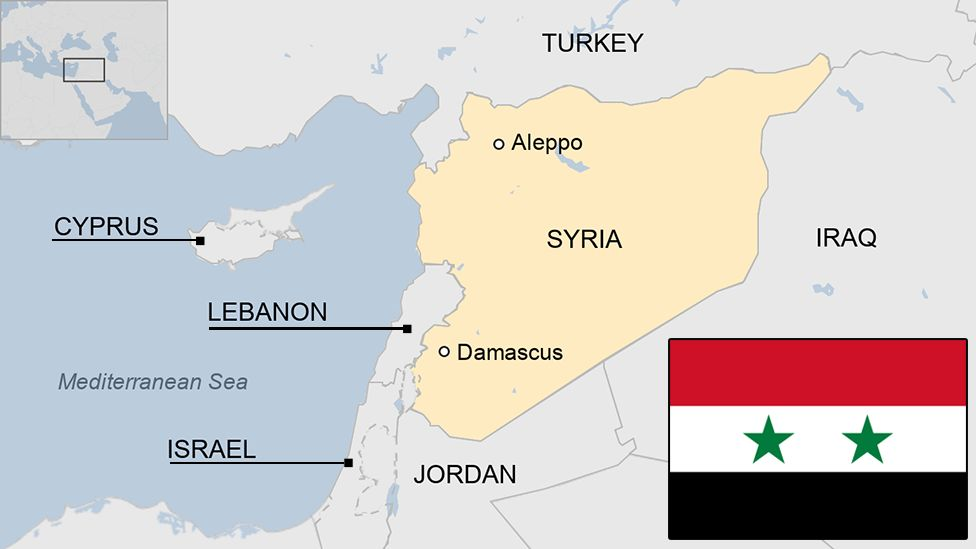 TURKEY
Aleppo
CYPRUS
SYRIA
IRAQ
LEBANON
Damascus
Mediterranean Sea
ISRAEL
JORDAN